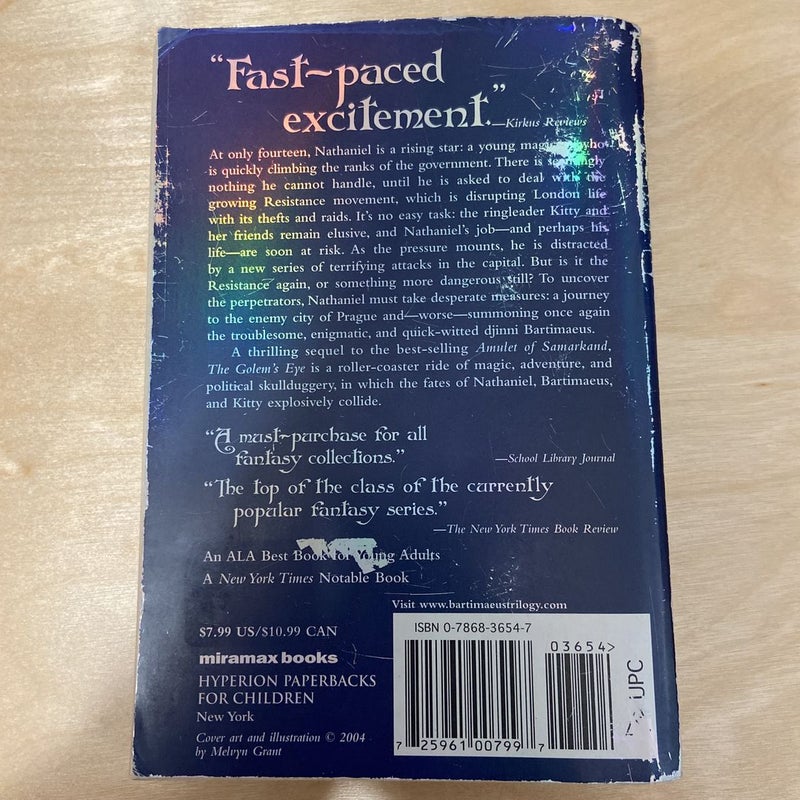 “Fast~paced
excitement.” —Kirkus Reviews
At only fourteen, Nathaniel is a rising star: a young who
is quickly climbing the ranks of the government. There is
nothing he cannot handle, until he is asked to deal with the
growing Resistance movement, which is disrupting London life
with its thefts and raids. It's no easy task: the ringleader Kitty and
her friends remain elusive, and Nathaniel's job—and perhaps his
life—are soon at risk. As the pressure mounts, he is distracted
by a new series of terrifying attacks in the capital. But is it the
Resistance again, or something more dangerous still? To uncover
the perpetrators, Nathaniel must take desperate measures: a journey
to the enemy city of Prague and—worse—summoning once again
the troublesome, enigmatic, and quick-witted djinni Bartimaeus.
A thrilling sequel to the best-selling Amulet of Samarkand,
The Golem's Eye is a roller-coaster ride of magic, adventure, and
political skullduggery, in which the fates of Nathaniel, Bartimaeus,
and Kitty explosively collide.
“A must~purchase for all
fantasy collections.” —School Library Journal
“The top of the class of the currently
popular fantasy series.”
—The New York Times Book Review
An ALA Best Book for Young Adults
A New York Times Notable Book
Visit www.bartimaeustrilogy.com
$7.99 US/$10.99 CAN
miramax books
HYPERION PAPERBACKS
FOR CHILDREN
New York
Cover art and illustration © 2004
by Melvyn Grant
ISBN 0-7868-3654-7
03654>
UPC
7 25961 00799 7